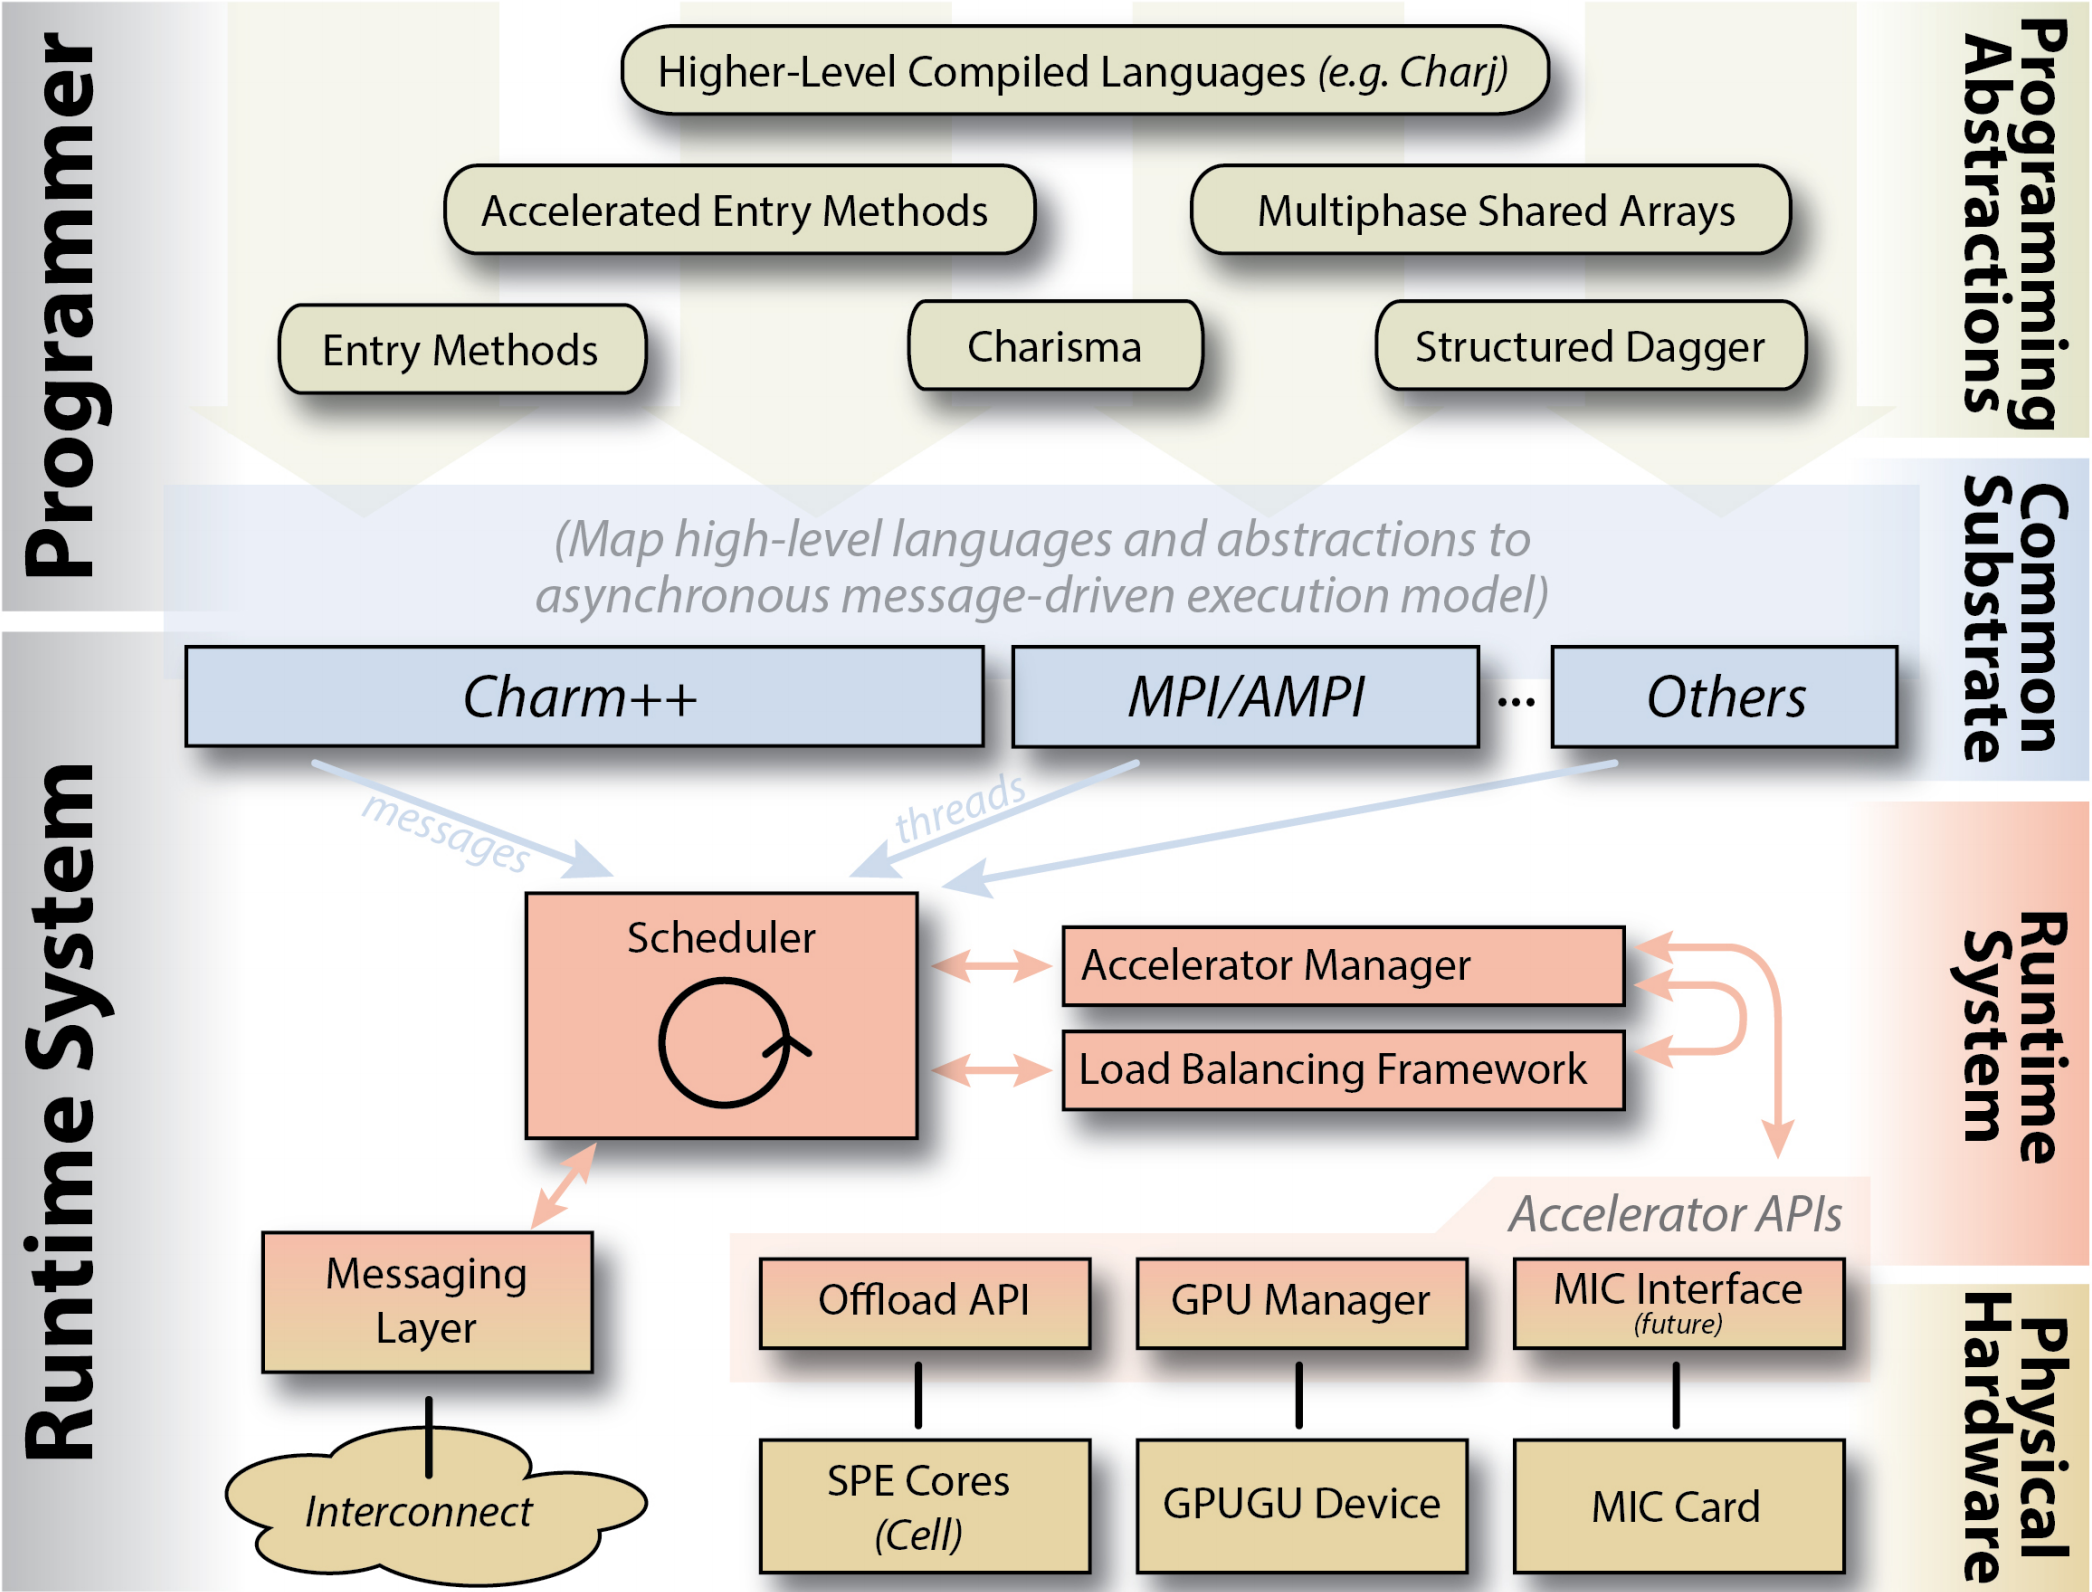 Programmer
Programming
Abstractions
Higher-Level Compiled Languages (e.g. Charj)
Accelerated Entry Methods
Multiphase Shared Arrays
Entry Methods
Charisma
Structured Dagger
Common
Substrate
(Map high-level languages and abstractions to
asynchronous message-driven execution model)
Charm++
MPI/AMPI
...
Others
Runtime System
messages
threads
Runtime
System
Scheduler
Accelerator Manager
Load Balancing Framework
Accelerator APIs
Messaging
Layer
Offload API
GPU Manager
MIC Interface
(future)
Physical
Hardware
Interconnect
SPE Cores
(Cell)
GPUGU Device
MIC Card